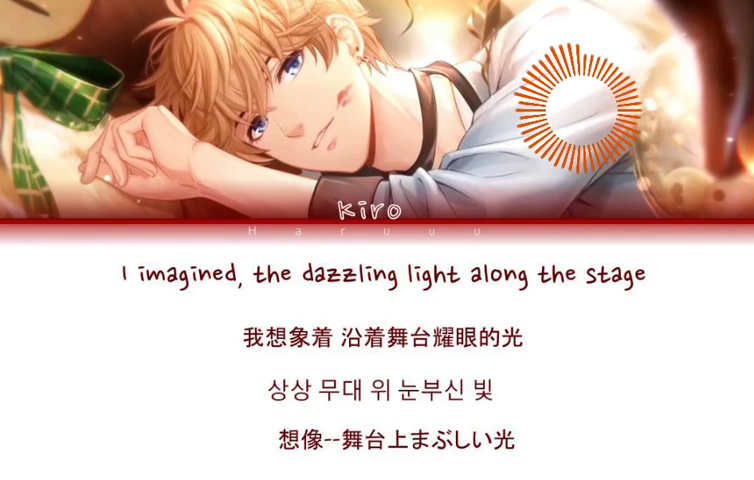 kiro
Haruuu
I imagined, the dazzling light along the stage
我想象着 沿着舞台耀眼的光
상상 무대 위 눈부신 빛
想像--舞台上まぶしい光